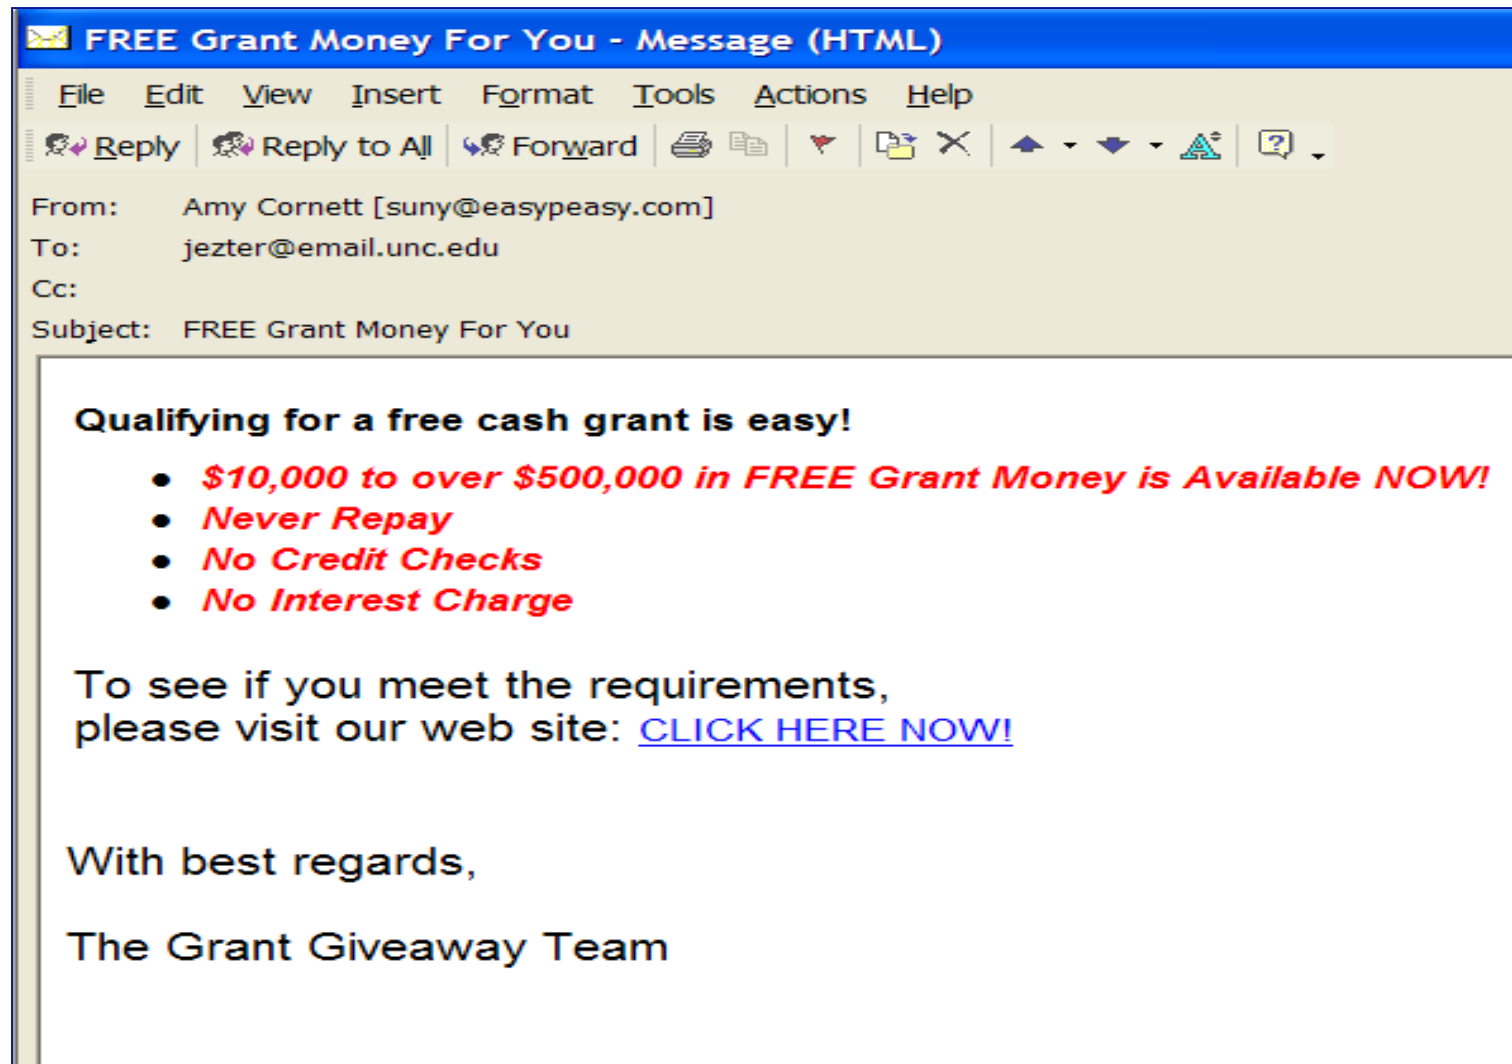 FREE Grant Money For You - Message (HTML)
File Edit View Insert Format Tools Actions Help
Reply Reply to All Forward
From: Amy Cornett [suny@easypeasy.com]
To: jezter@email.unc.edu
Cc:
Subject: FREE Grant Money For You
Qualifying for a free cash grant is easy!
• $10,000 to over $500,000 in FREE Grant Money is Available NOW!
• Never Repay
• No Credit Checks
• No Interest Charge
To see if you meet the requirements,
please visit our web site: CLICK HERE NOW!
With best regards,
The Grant Giveaway Team